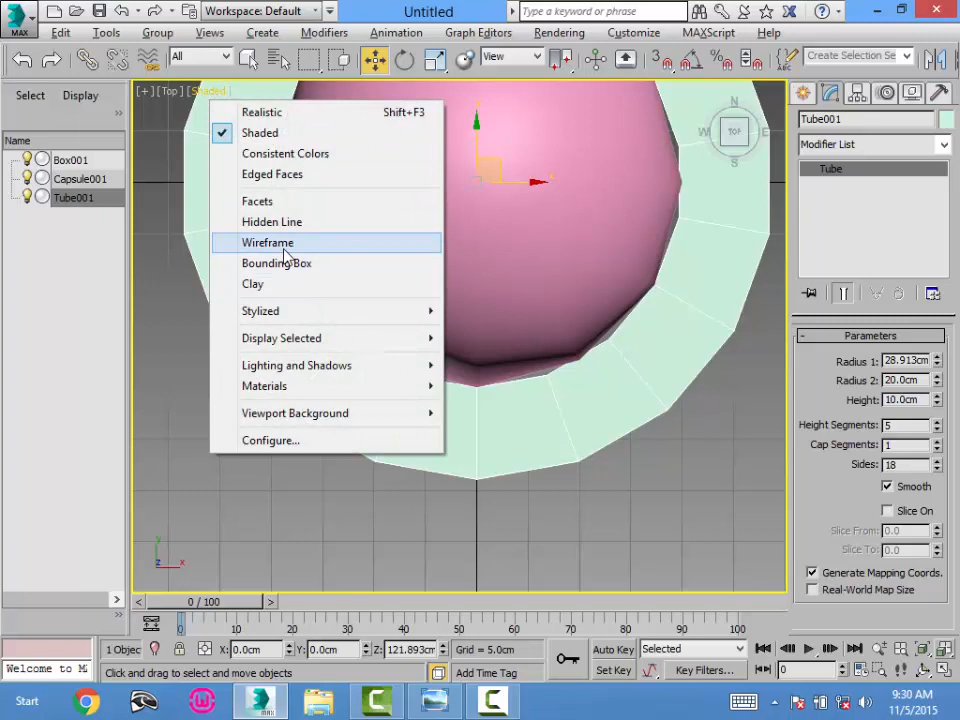 Workspace: Default
Untitled
Type a keyword or phrase
MAX
Edit Tools Group Views Create Modifiers Animation Graph Editors Rendering Customize MAXScript Help
All
View
Create Selection Se
Select Display
[+][Top][Shaded]
Name
Box001
Capsule001
Tube001
Realistic Shift+F3
Shaded
Consistent Colors
Edged Faces
Facets
Hidden Line
Wireframe
Bounding Box
Clay
Stylized
Display Selected
Lighting and Shadows
Materials
Viewport Background
Configure...
N
W TOP E
S
x
y
z x
Tube001
Modifier List
Tube
- Parameters
Radius 1: 28.913cm
Radius 2: 20.0cm
Height: 10.0cm
Height Segments: 5
Cap Segments: 1
Sides: 18
Smooth
Slice On
Slice From: 0.0
Slice To: 0.0
Generate Mapping Coords.
Real-World Map Size
0 / 100
0 10 20 30 40 50 60 70 80 90 100
1 Object X: 0.0cm Y: 0.0cm Z: 121.893cm Grid = 5.0cm Auto Key Selected
Welcome to M Click and drag to select and move objects Add Time Tag Set Key Key Filters... 0
Start
MAX
9:30 AM
11/5/2015